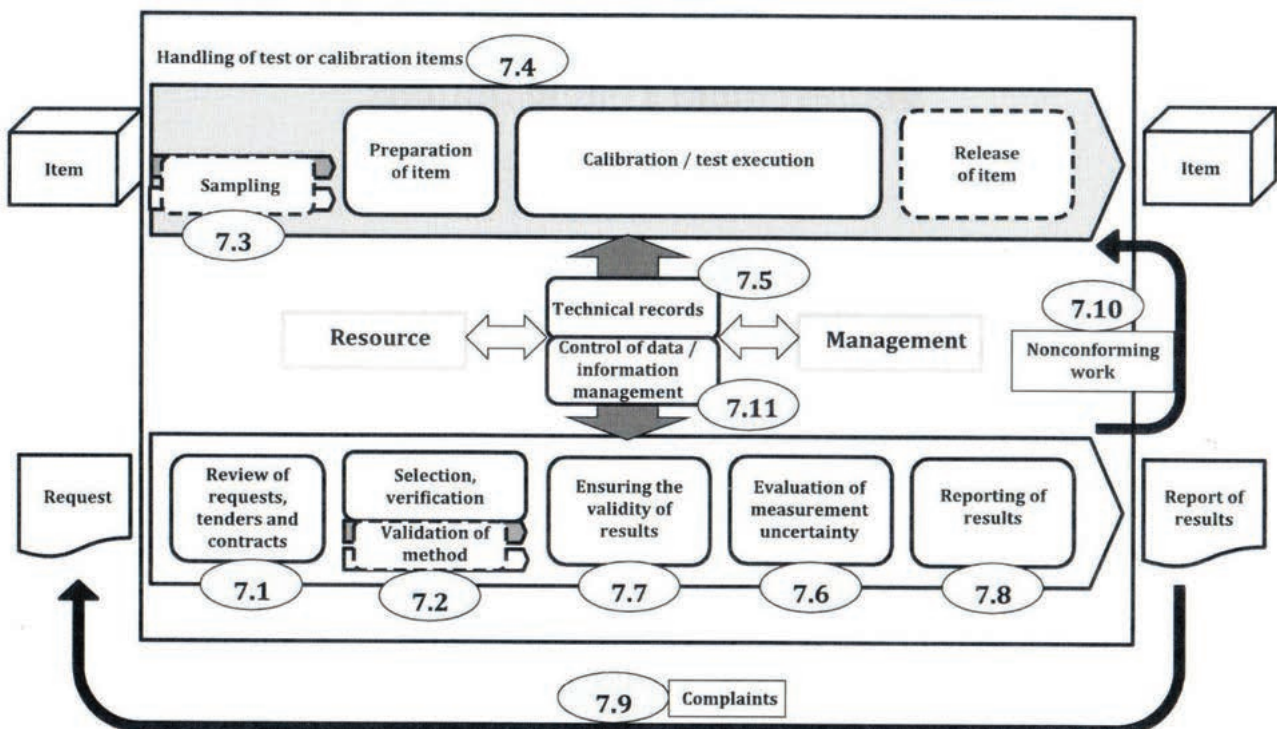 Handling of test or calibration items
7.4
Item
Sampling
7.3
Preparation
of item
Calibration / test execution
Release
of item
Item
7.5
Technical records
Resource
Management
Control of data /
information
management
7.11
7.10
Nonconforming
work
Request
Review of
requests,
tenders and
contracts
7.1
Selection,
verification
Validation of
method
7.2
Ensuring the
validity of
results
7.7
Evaluation of
measurement
uncertainty
7.6
Reporting of
results
7.8
Report of
results
7.9
Complaints